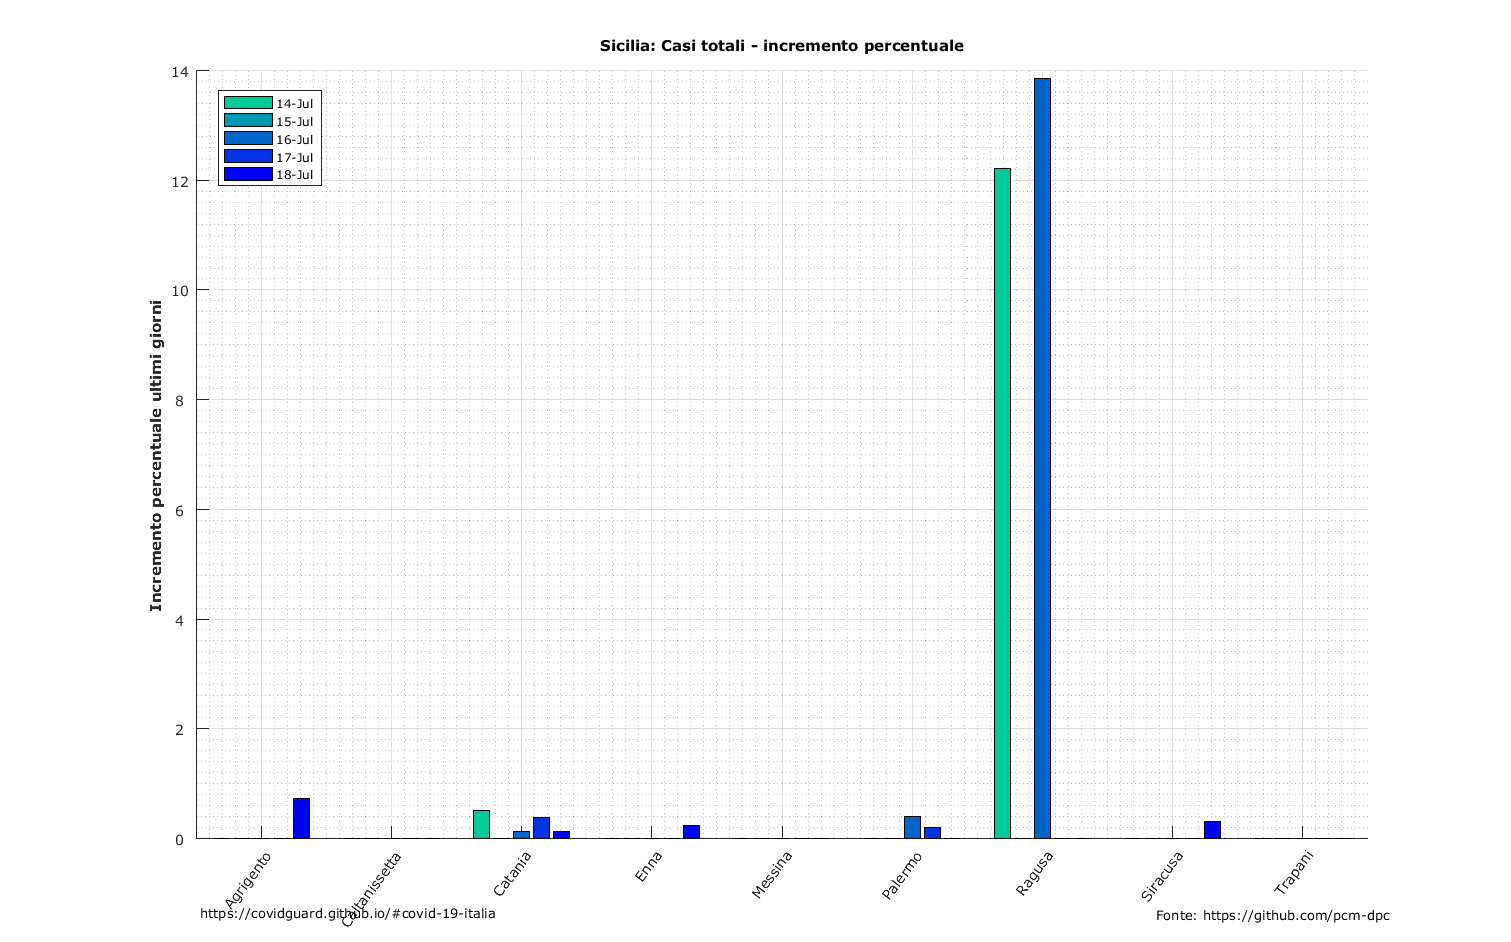 Sicilia: Casi totali - incremento percentuale
14
12
10
8
6
4
2
0
Incremento percentuale ultimi giorni
14-Jul
15-Jul
16-Jul
17-Jul
18-Jul
Agrigento
Caltanissetta
Catania
Enna
Messina
Palermo
Ragusa
Siracusa
Trapani
https://covidguard.github.io/#covid-19-italia
Fonte: https://github.com/pcm-dpc